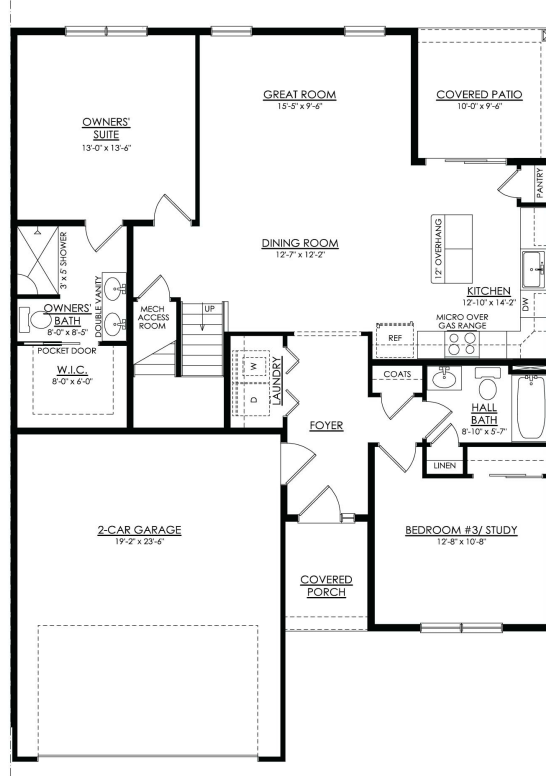 GREAT ROOM
15'-5" x 9'-6"
COVERED PATIO
10'-0" x 9'-6"
OWNERS'
SUITE
13'-0" x 13'-6"
PANTRY
3' x 5' SHOWER
DINING ROOM
12'-7" x 12'-2"
12" OVERHANG
KITCHEN
12'-10" x 14'-2"
DW
DOUBLE VANITY
OWNERS'
BATH
8'-0" x 8'-5"
MECH
ACCESS
ROOM
UP
MICRO OVER
GAS RANGE
REF
POCKET DOOR
W.I.C.
8'-0" x 6'-0"
W
D
LAUNDRY
COATS
HALL
BATH
8'-10" x 5'-7"
FOYER
LINEN
2-CAR GARAGE
19'-2" x 23'-6"
BEDROOM #3/ STUDY
12'-8" x 10'-8"
COVERED
PORCH